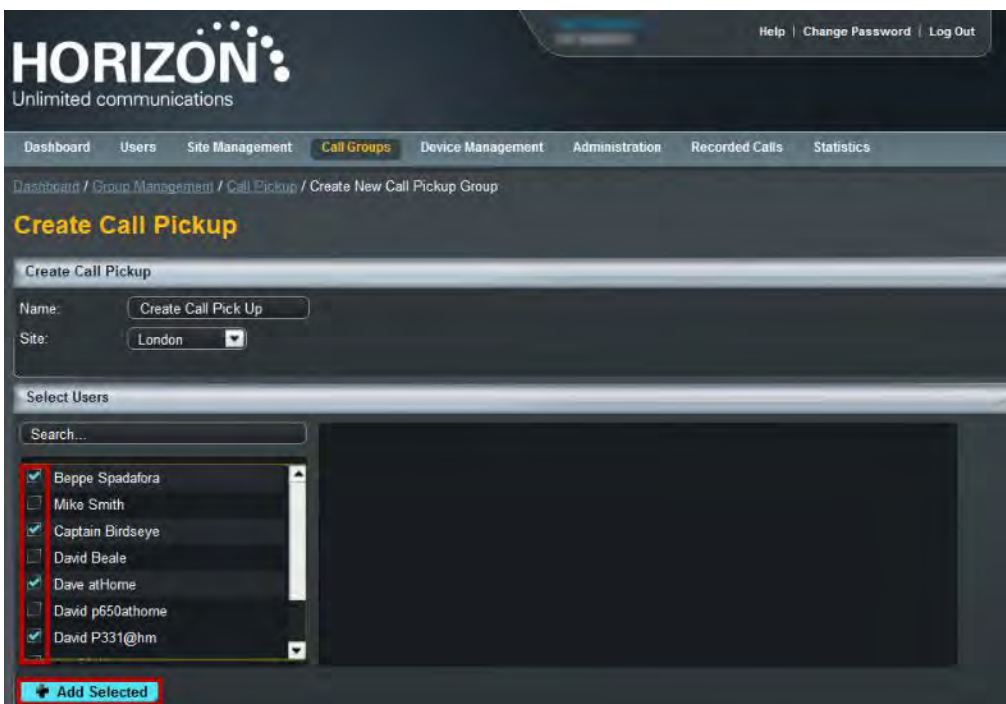 Help | Change Password | Log Out
HORIZON
Unlimited communications
Dashboard Users Site Management Call Groups Device Management Administration Recorded Calls Statistics
Dashboard / Group Management / Call Pickup / Create New Call Pickup Group
Create Call Pickup
Create Call Pickup
Name: Create Call Pick Up
Site: London
Select Users
Search...
Beppe Spadafora
Mike Smith
Captain Birdseye
David Beale
Dave atHome
David p650athome
David P331@hm
Add Selected